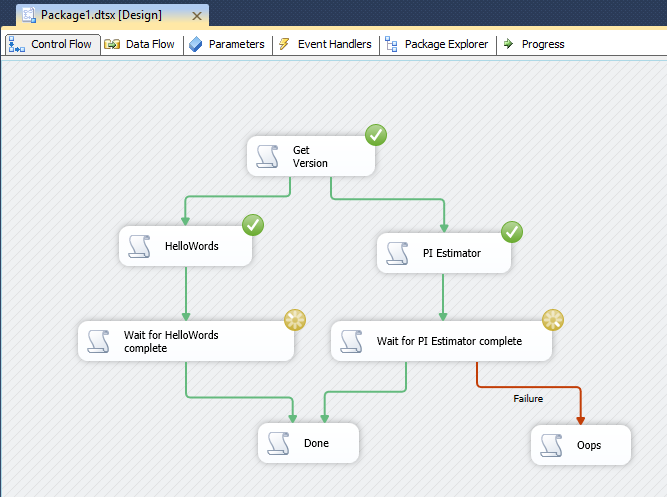 Package1.dtsx [Design]
Control Flow
Data Flow
Parameters
Event Handlers
Package Explorer
Progress
Get
Version
HelloWords
PI Estimator
Wait for HelloWords
complete
Wait for PI Estimator complete
Failure
Done
Oops